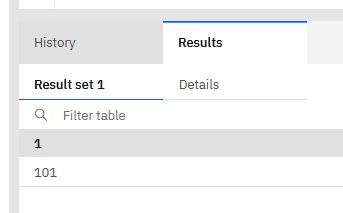 History Results
Result set 1 Details
Filter table
1
101